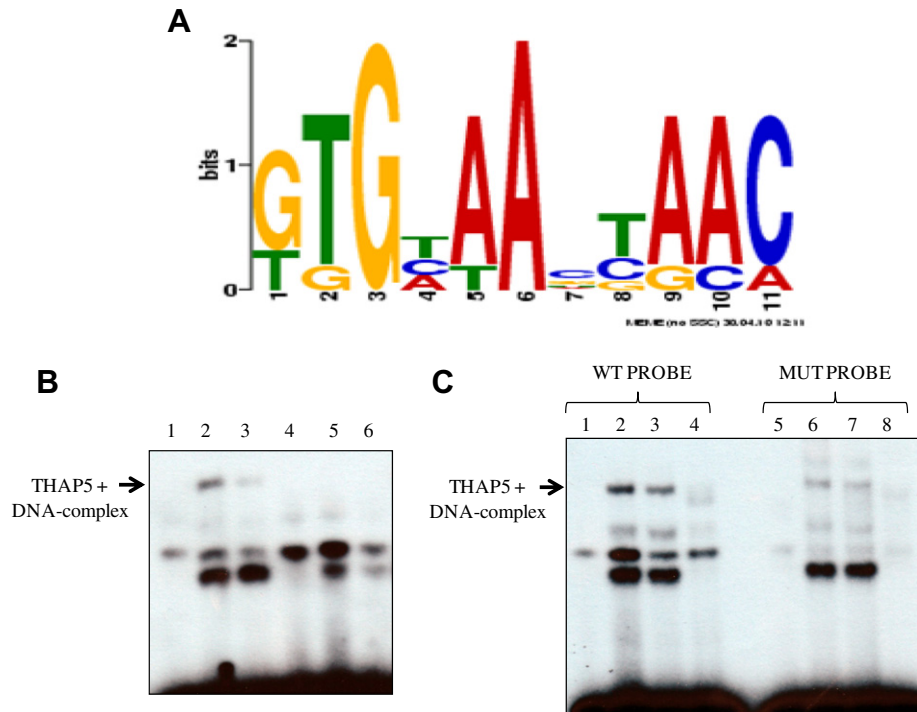 A
2
bits
1
0
G T G T A A C T A A C
T G C T C G C A
A G
1 2 3 4 5 6 7 8 9 10 11
MEME (no SSC) 30.04.10 12:11
B
1 2 3 4 5 6
THAP5 +
DNA-complex
C
WT PROBE MUT PROBE
1 2 3 4 5 6 7 8
THAP5 +
DNA-complex